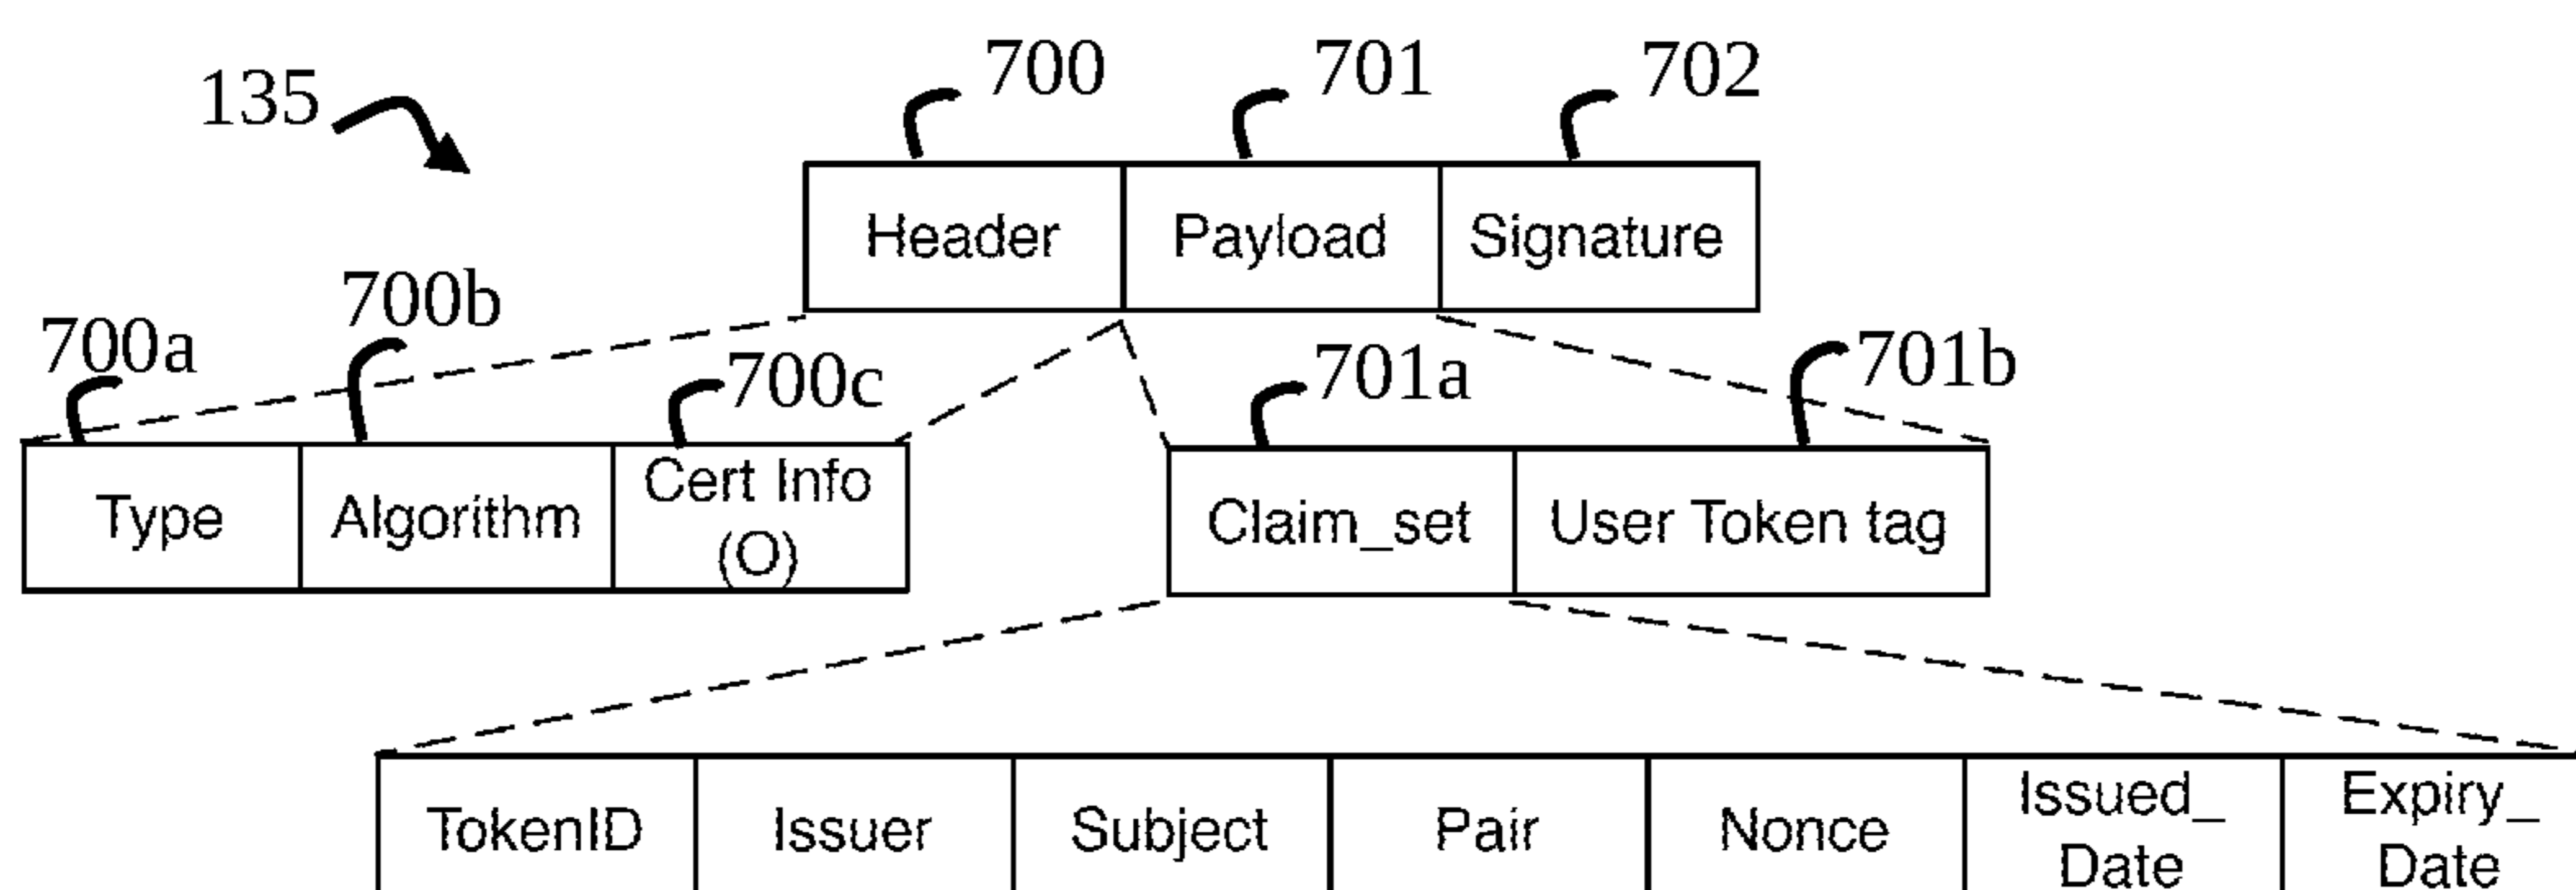 135
700
701
702
Header
Payload
Signature
700a
700b
700c
701a
701b
Type
Algorithm
Cert Info
(O)
Claim_set
User Token tag
TokenID
Issuer
Subject
Pair
Nonce
Issued_
Date
Expiry_
Date